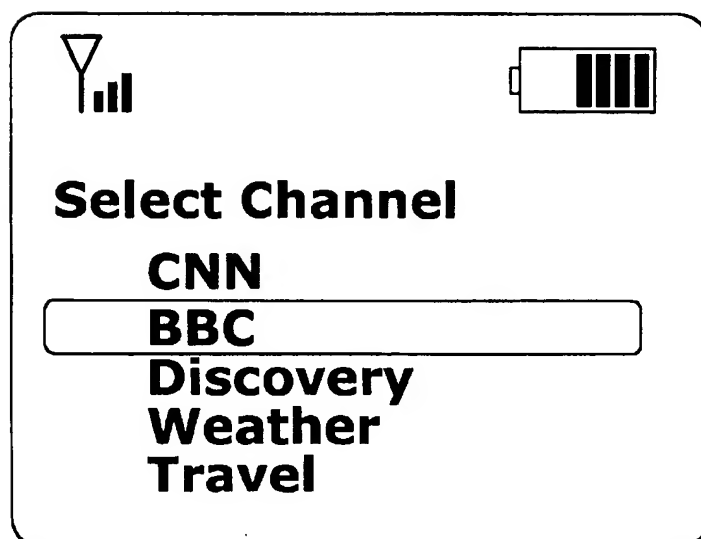 Select Channel
CNN
BBC
Discovery
Weather
Travel